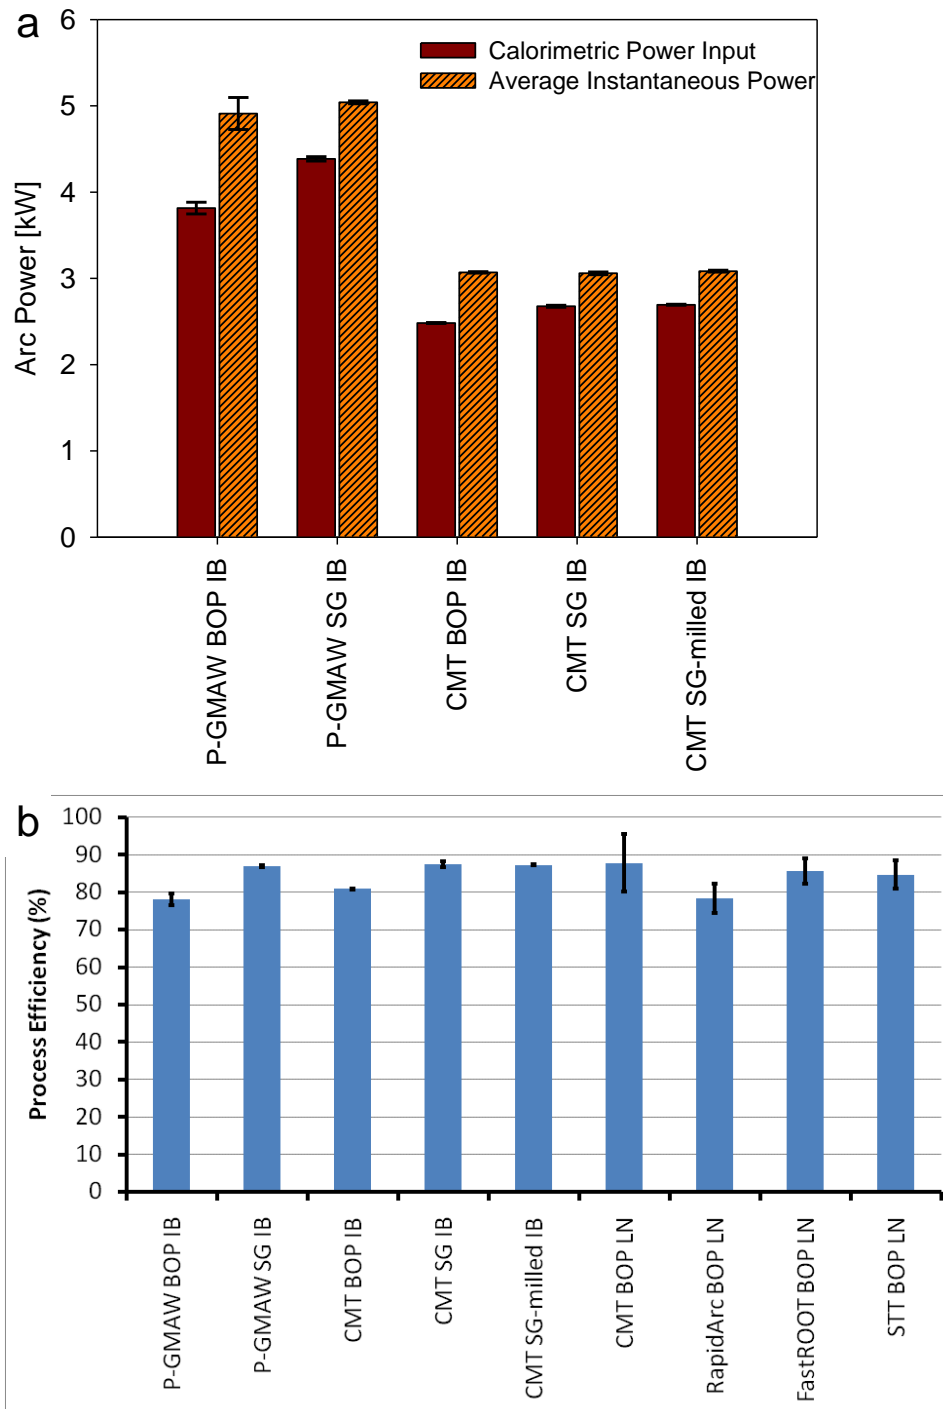 a
6
5
4
3
2
1
0
Arc Power [kW]
Calorimetric Power Input
Average Instantaneous Power
P-GMAW BOP IB
P-GMAW SG IB
CMT BOP IB
CMT SG IB
CMT SG-milled IB
b
100
90
80
70
60
50
40
30
20
10
0
Process Efficiency (%)
P-GMAW BOP IB
P-GMAW SG IB
CMT BOP IB
CMT SG IB
CMT SG-milled IB
CMT BOP LN
RapidArc BOP LN
FastROOT BOP LN
STT BOP LN